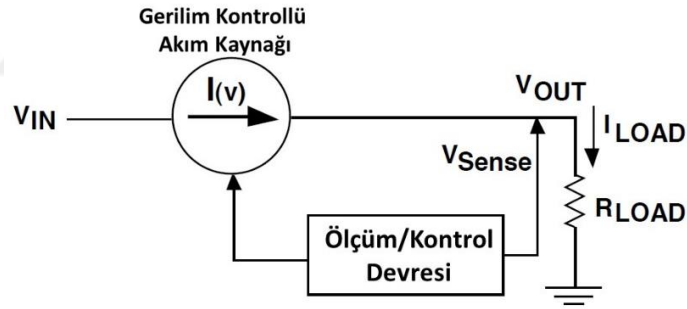 Gerilim Kontrollü
Akım Kaynağı
I(v)
VIN
VOUT
ILOAD
VSense
RLOAD
Ölçüm/Kontrol
Devresi